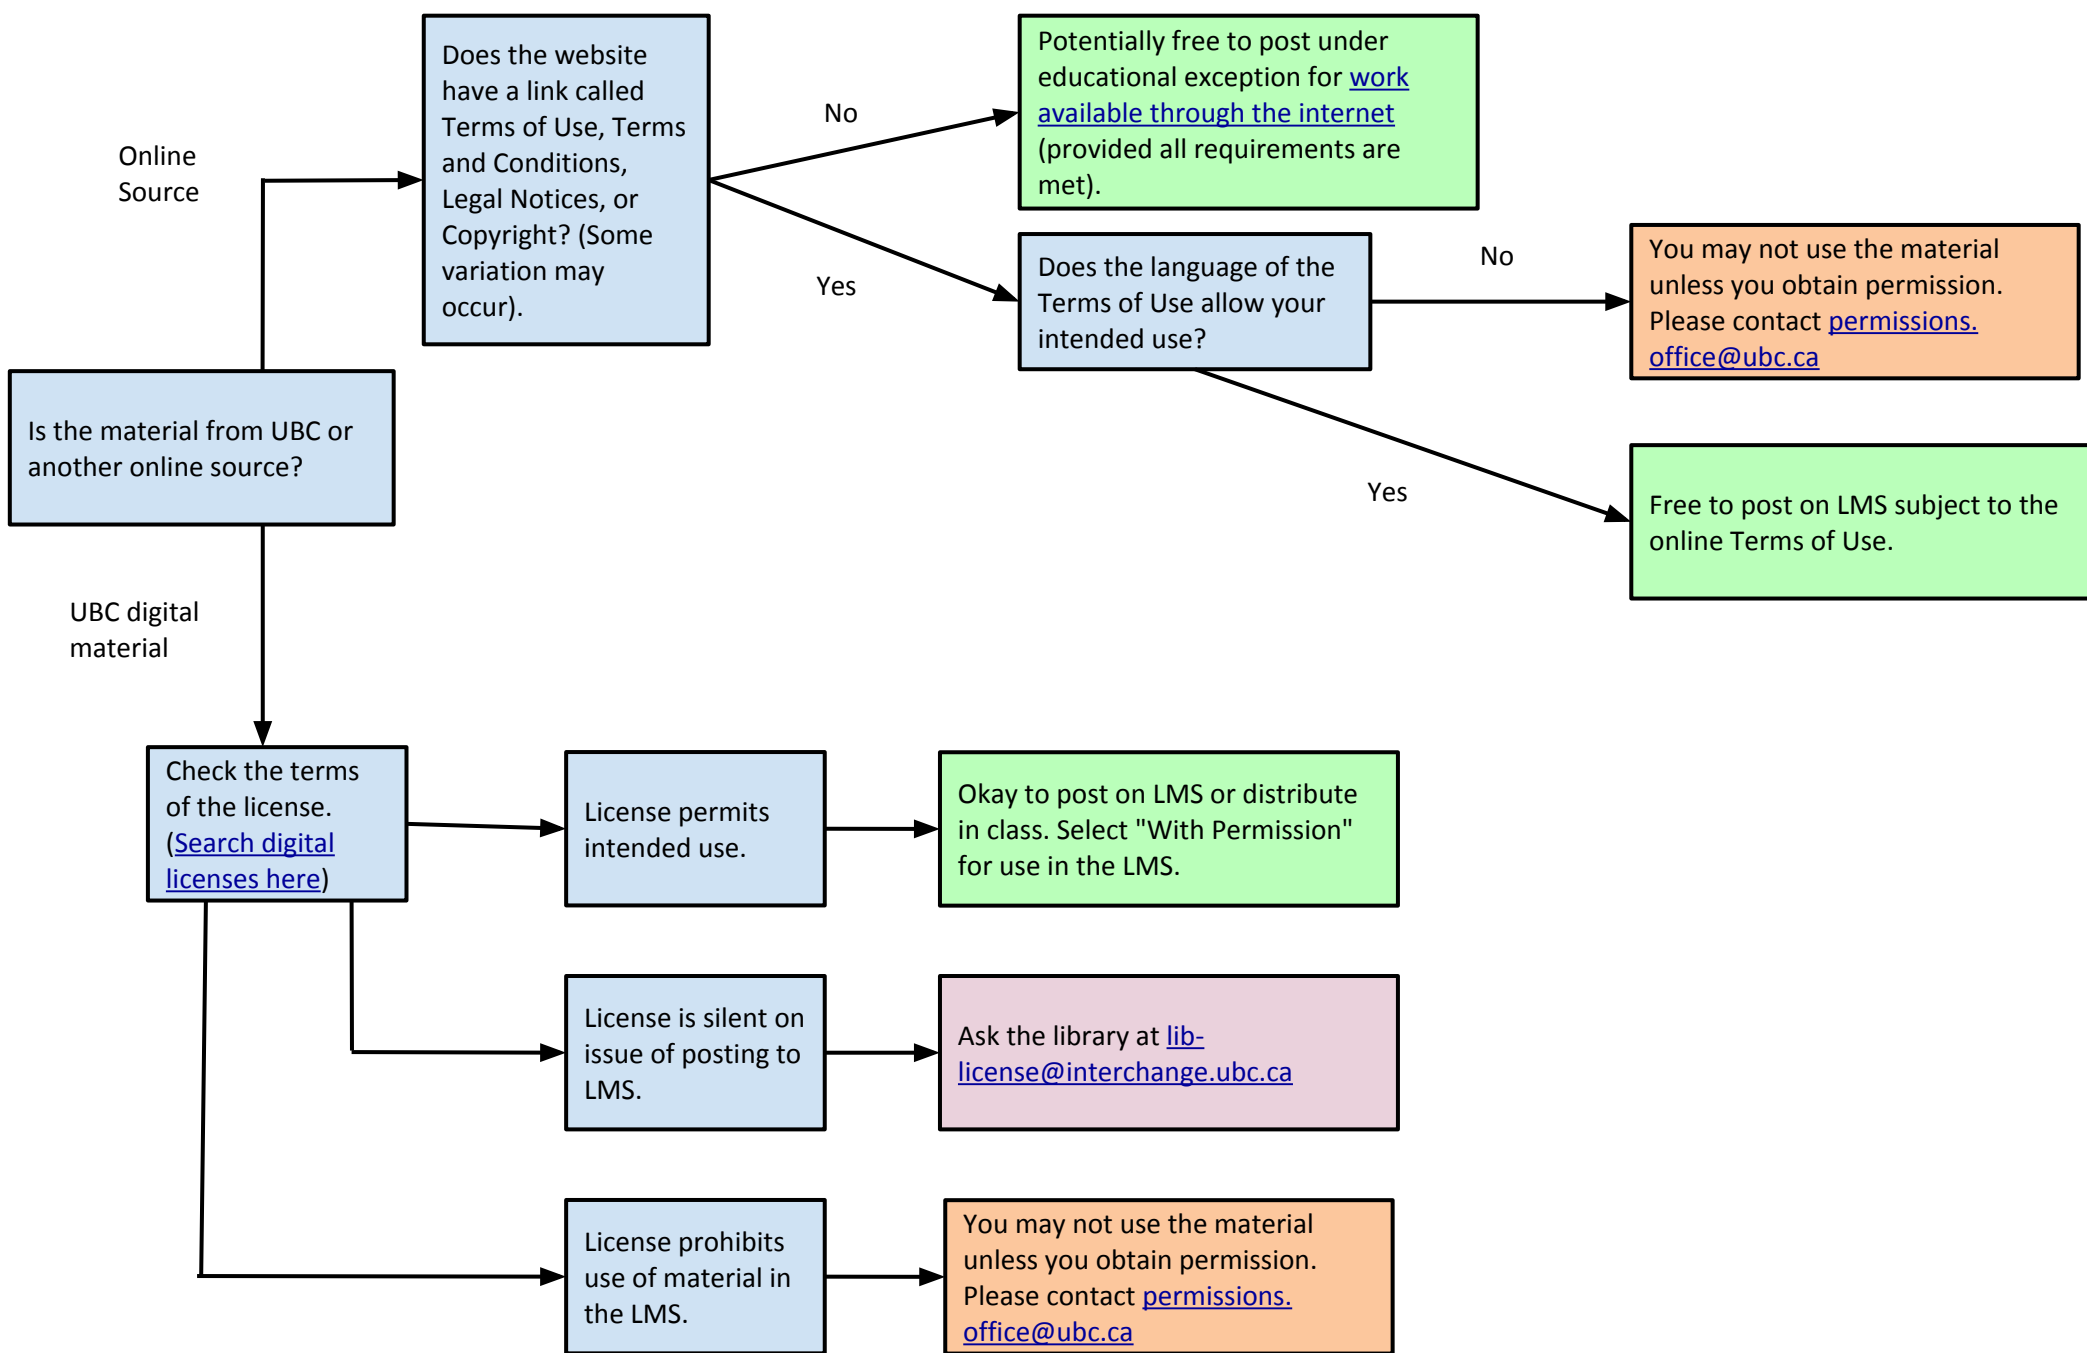 Does the website
have a link called
Terms of Use, Terms
and Conditions,
Legal Notices, or
Copyright? (Some
variation may
occur).
Potentially free to post under
educational exception for work
available through the internet
(provided all requirements are
met).
No
Online
Source
Yes
Does the language of the
Terms of Use allow your
intended use?
No
You may not use the material
unless you obtain permission.
Please contact permissions.
office@ubc.ca
Is the material from UBC or
another online source?
Yes
Free to post on LMS subject to the
online Terms of Use.
UBC digital
material
Check the terms
of the license.
(Search digital
licenses here)
License permits
intended use.
Okay to post on LMS or distribute
in class. Select "With Permission"
for use in the LMS.
License is silent on
issue of posting to
LMS.
Ask the library at lib-
license@interchange.ubc.ca
License prohibits
use of material in
the LMS.
You may not use the material
unless you obtain permission.
Please contact permissions.
office@ubc.ca